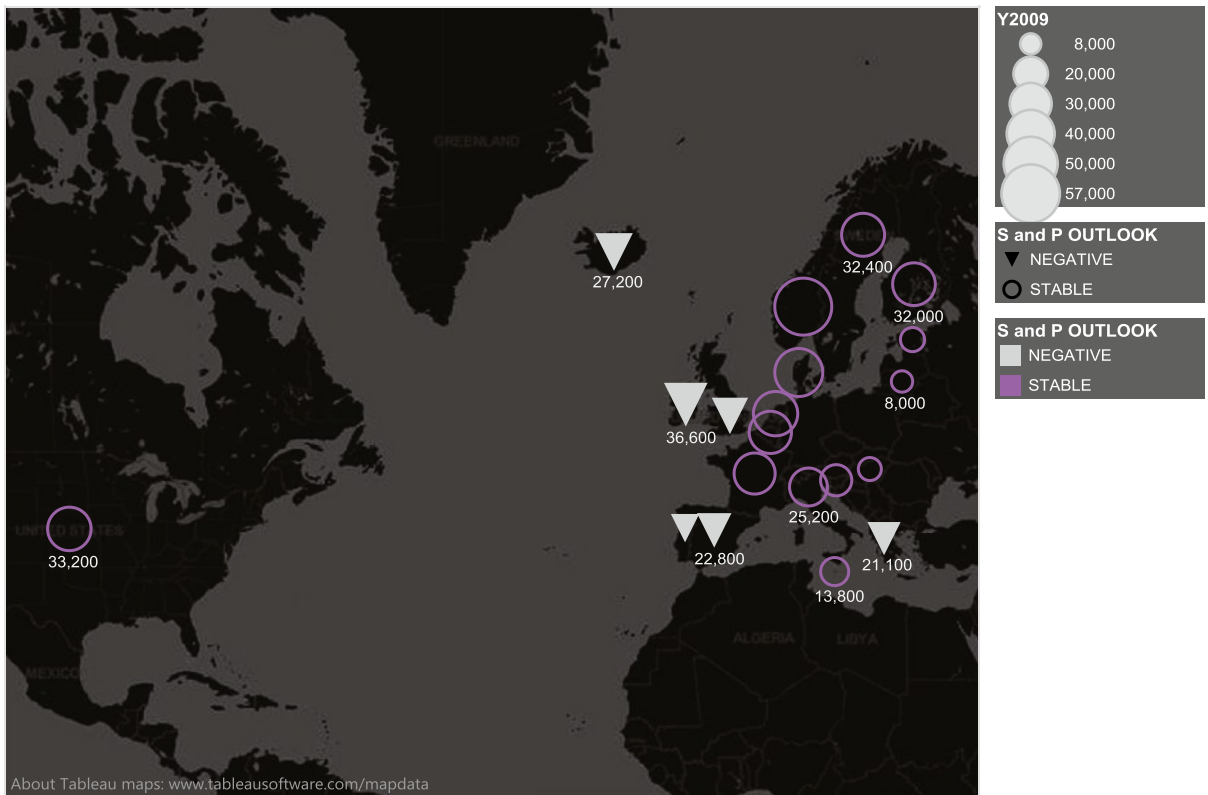 GREENLAND
SWEDEN
32,400
27,200
32,000
8,000
36,600
25,200
UNITED STATES
33,200
22,800
21,100
13,800
ALGERIA
LIBYA
MEXICO
About Tableau maps: www.tableausoftware.com/mapdata
Y2009
8,000
20,000
30,000
40,000
50,000
57,000
S and P OUTLOOK
NEGATIVE
STABLE
S and P OUTLOOK
NEGATIVE
STABLE